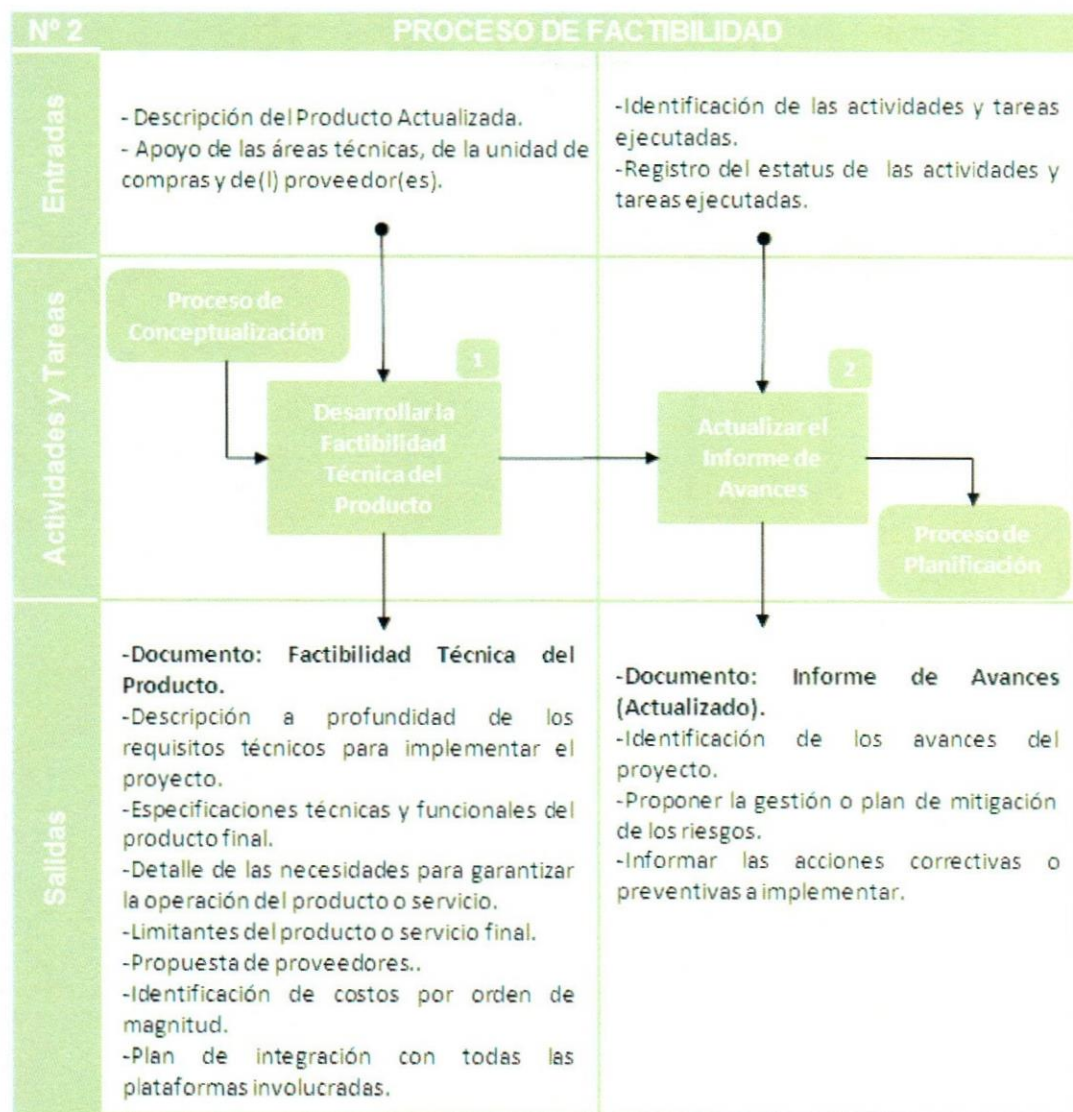 Nº 2
PROCESO DE FACTIBILIDAD
Entradas
- Descripción del Producto Actualizada.
- Apoyo de las áreas técnicas, de la unidad de
compras y de(l) proveedor(es).
-Identificación de las actividades y tareas
ejecutadas.
-Registro del estatus de las actividades y
tareas ejecutadas.
Actividades y Tareas
Proceso de
Conceptualización
1
Desarrollar la
Factibilidad
Técnica del
Producto
2
Actualizar el
Informe de
Avances
Proceso de
Planificación
Salidas
-Documento: Factibilidad Técnica del
Producto.
-Descripción a profundidad de los
requisitos técnicos para implementar el
proyecto.
-Especificaciones técnicas y funcionales del
producto final.
-Detalle de las necesidades para garantizar
la operación del producto o servicio.
-Limitantes del producto o servicio final.
-Propuesta de proveedores..
-Identificación de costos por orden de
magnitud.
-Plan de integración con todas las
plataformas involucradas.
-Documento: Informe de Avances
(Actualizado).
-Identificación de los avances del
proyecto.
-Proponer la gestión o plan de mitigación
de los riesgos.
-Informar las acciones correctivas o
preventivas a implementar.